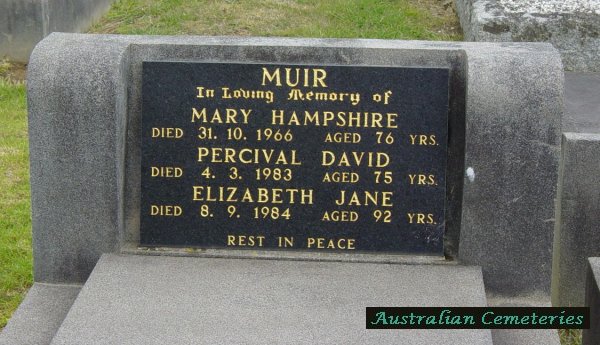 MUIR
In Loving Memory of
MARY HAMPSHIRE
DIED 31. 10. 1966 AGED 76 YRS.
PERCIVAL DAVID
DIED 4. 3. 1983 AGED 75 YRS.
ELIZABETH JANE
DIED 8. 9. 1984 AGED 92 YRS.
REST IN PEACE
Australian Cemeteries